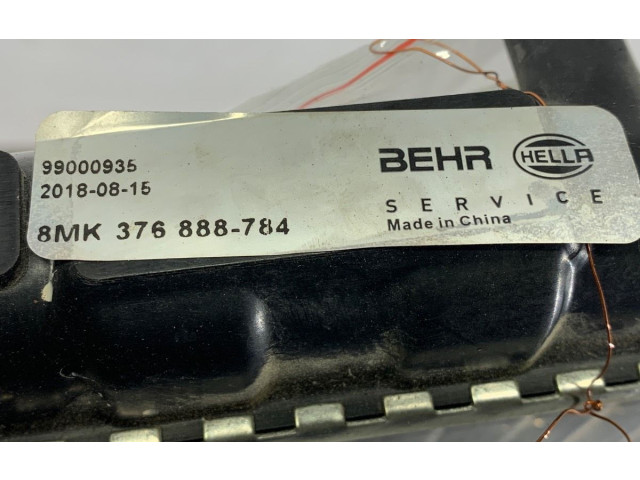 99000935
2018-08-15
8MK 376 888-784
BEHR HELLA
SERVICE
Made in China